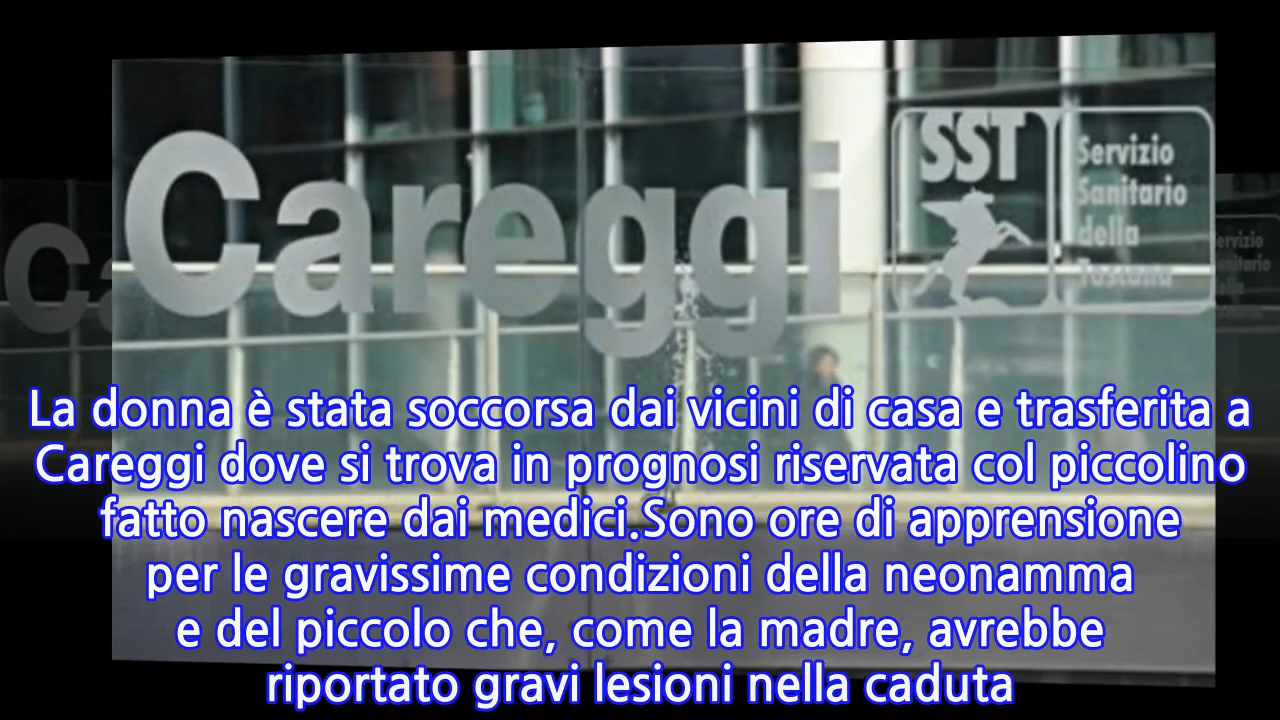 Careggi
SST
Servizio
Sanitario
della
Toscana
La donna è stata soccorsa dai vicini di casa e trasferita a
Careggi dove si trova in prognosi riservata col piccolino
fatto nascere dai medici.Sono ore di apprensione
per le gravissime condizioni della neonamma
e del piccolo che, come la madre, avrebbe
riportato gravi lesioni nella caduta